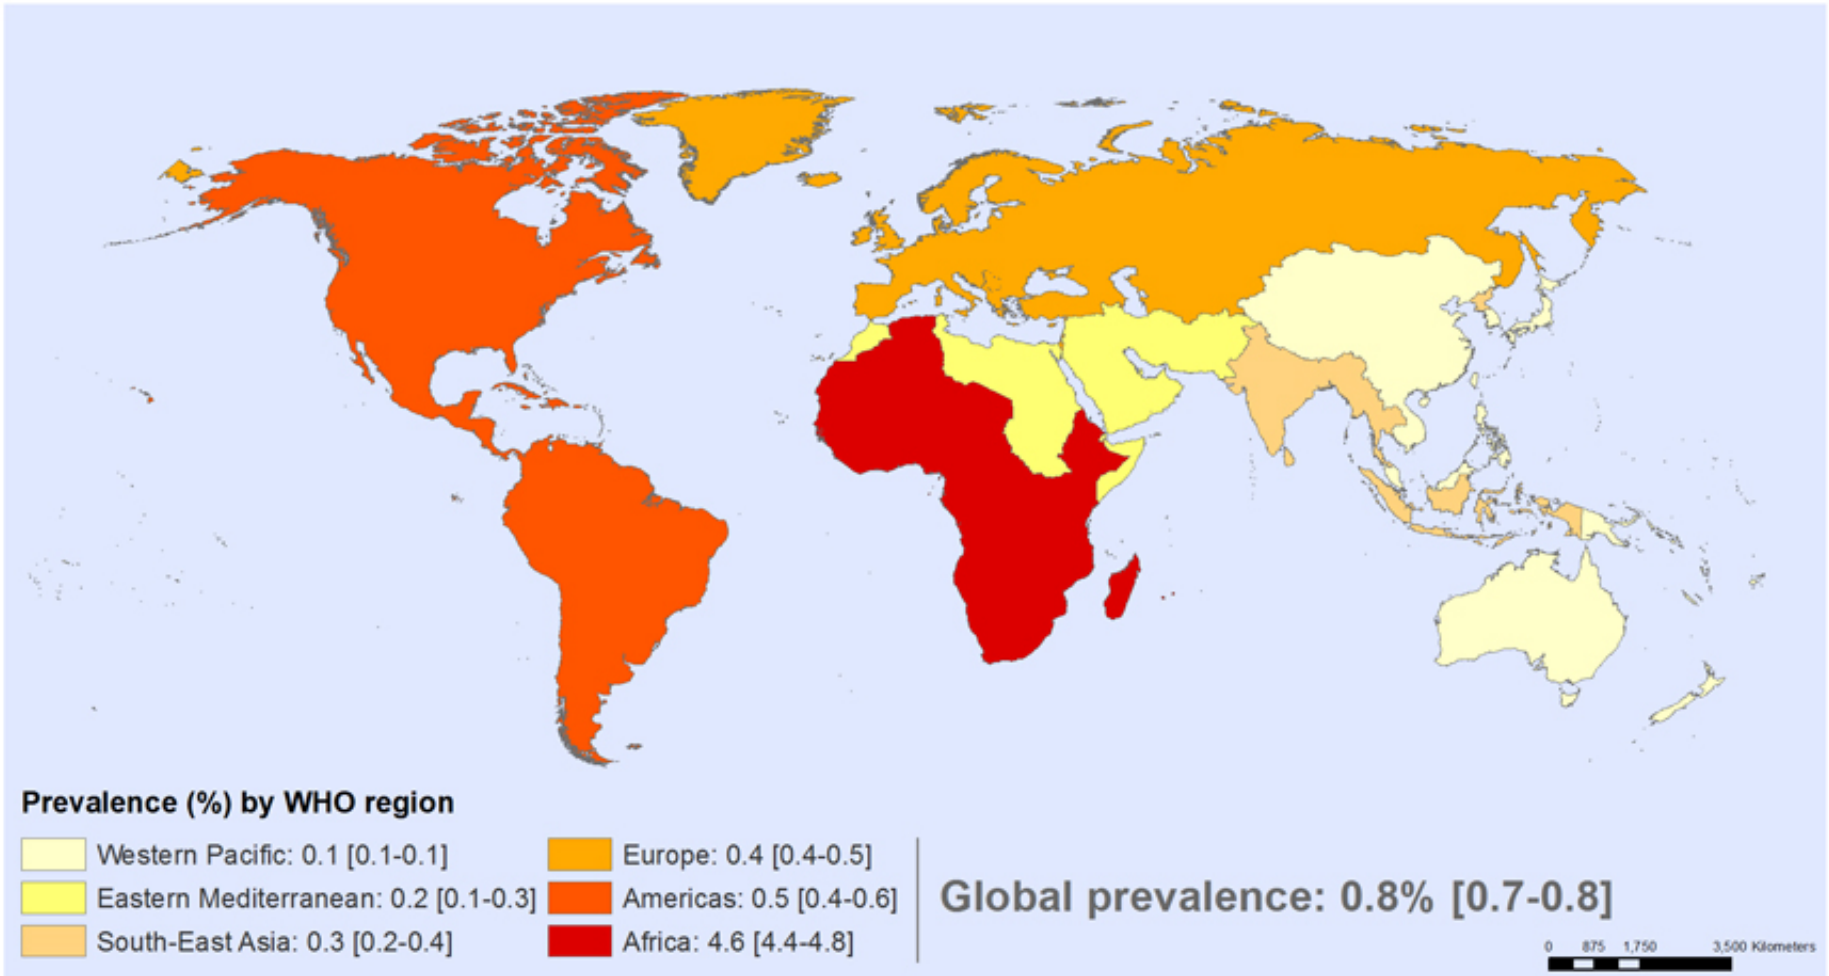 Prevalence (%) by WHO region
Western Pacific: 0.1 [0.1-0.1]
Eastern Mediterranean: 0.2 [0.1-0.3]
South-East Asia: 0.3 [0.2-0.4]
Europe: 0.4 [0.4-0.5]
Americas: 0.5 [0.4-0.6]
Africa: 4.6 [4.4-4.8]
Global prevalence: 0.8% [0.7-0.8]
0 875 1,750 3,500 Kilometers